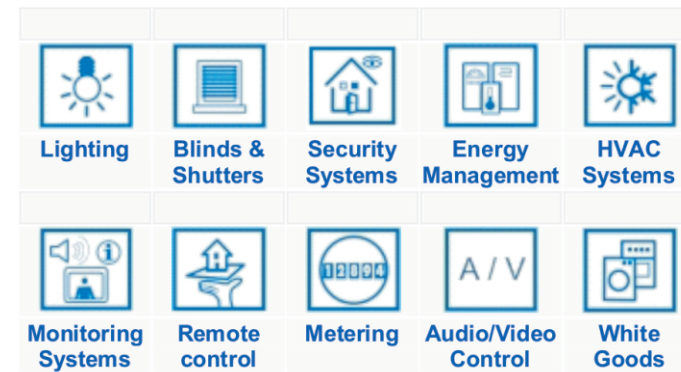 Lighting
Blinds &
Shutters
Security
Systems
Energy
Management
HVAC
Systems
12094
A / V
Monitoring
Systems
Remote
control
Metering
Audio/Video
Control
White
Goods